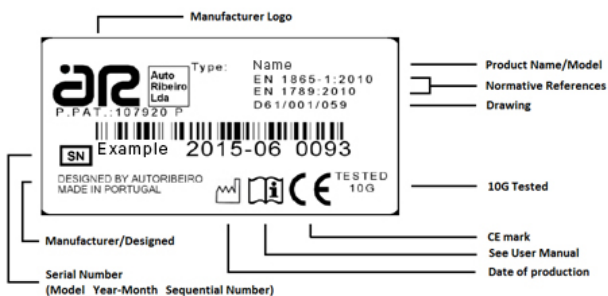 Manufacturer Logo
ar
Auto
Ribeiro
Lda
Type: Name
EN 1865-1:2010
EN 1789:2010
D61/001/059
P.PAT.:107920 P
SN Example 2015-06 0093
DESIGNED BY AUTORIBEIRO
MADE IN PORTUGAL
i
CE
TESTED
10G
Product Name/Model
Normative References
Drawing
10G Tested
CE mark
See User Manual
Date of production
Manufacturer/Designed
Serial Number
(Model Year-Month Sequential Number)